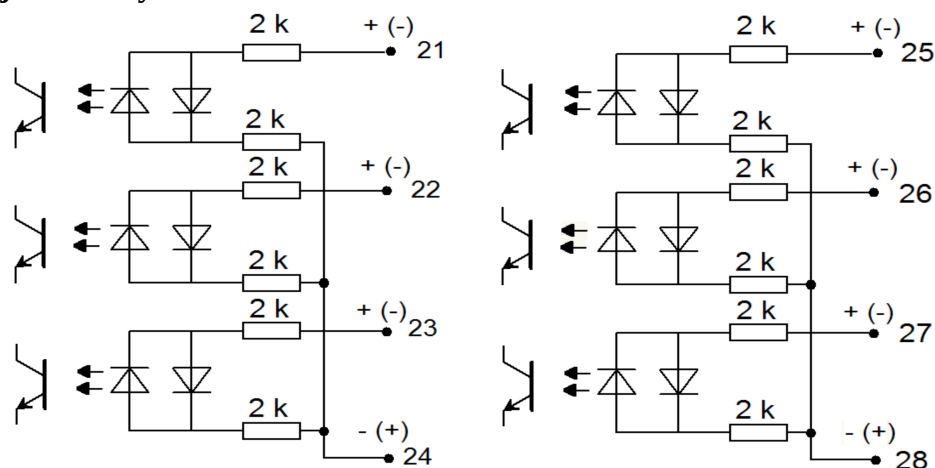 2 k + (-) 21
2 k
2 k + (-) 22
2 k
2 k + (-) 23
2 k - (+) 24
2 k + (-) 25
2 k
2 k + (-) 26
2 k
2 k + (-) 27
2 k - (+) 28